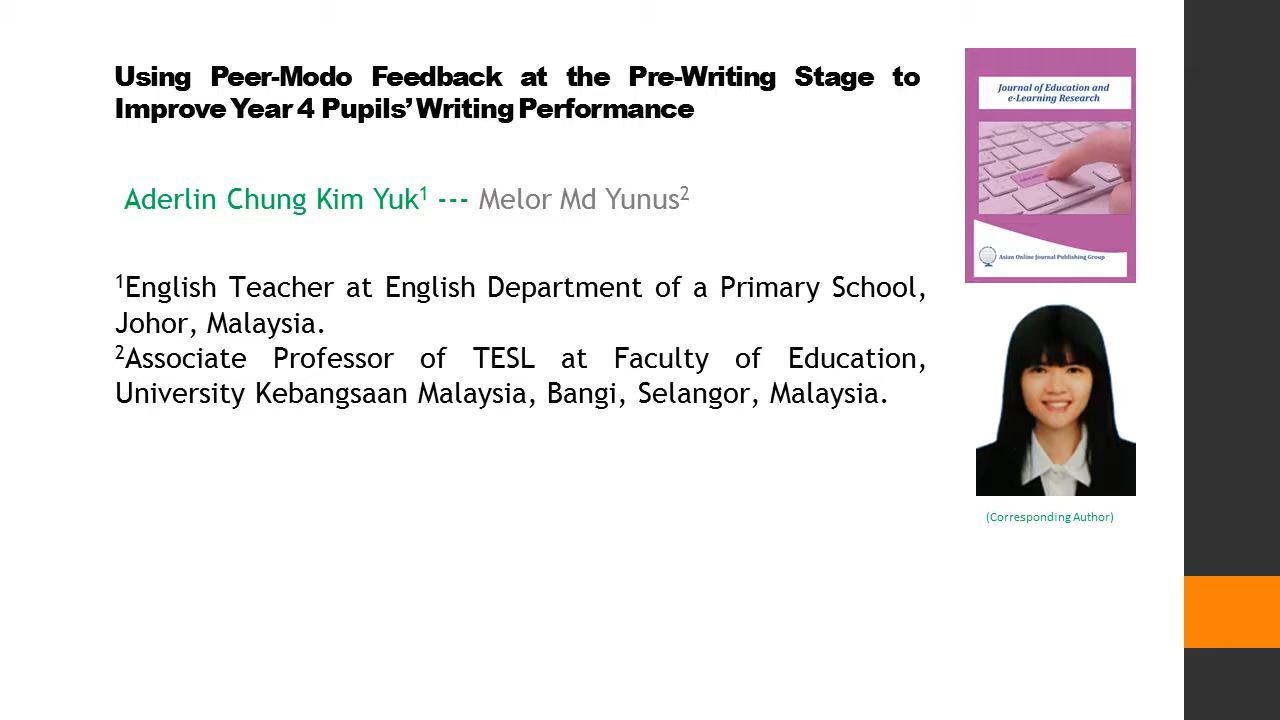 Using Peer-Modo Feedback at the Pre-Writing Stage to
Improve Year 4 Pupils’ Writing Performance
Journal of Education and
e-Learning Research
Aderlin Chung Kim Yuk1 --- Melor Md Yunus2
Asian Online Journal Publishing Group
1English Teacher at English Department of a Primary School,
Johor, Malaysia.
2Associate Professor of TESL at Faculty of Education,
University Kebangsaan Malaysia, Bangi, Selangor, Malaysia.
(Corresponding Author)